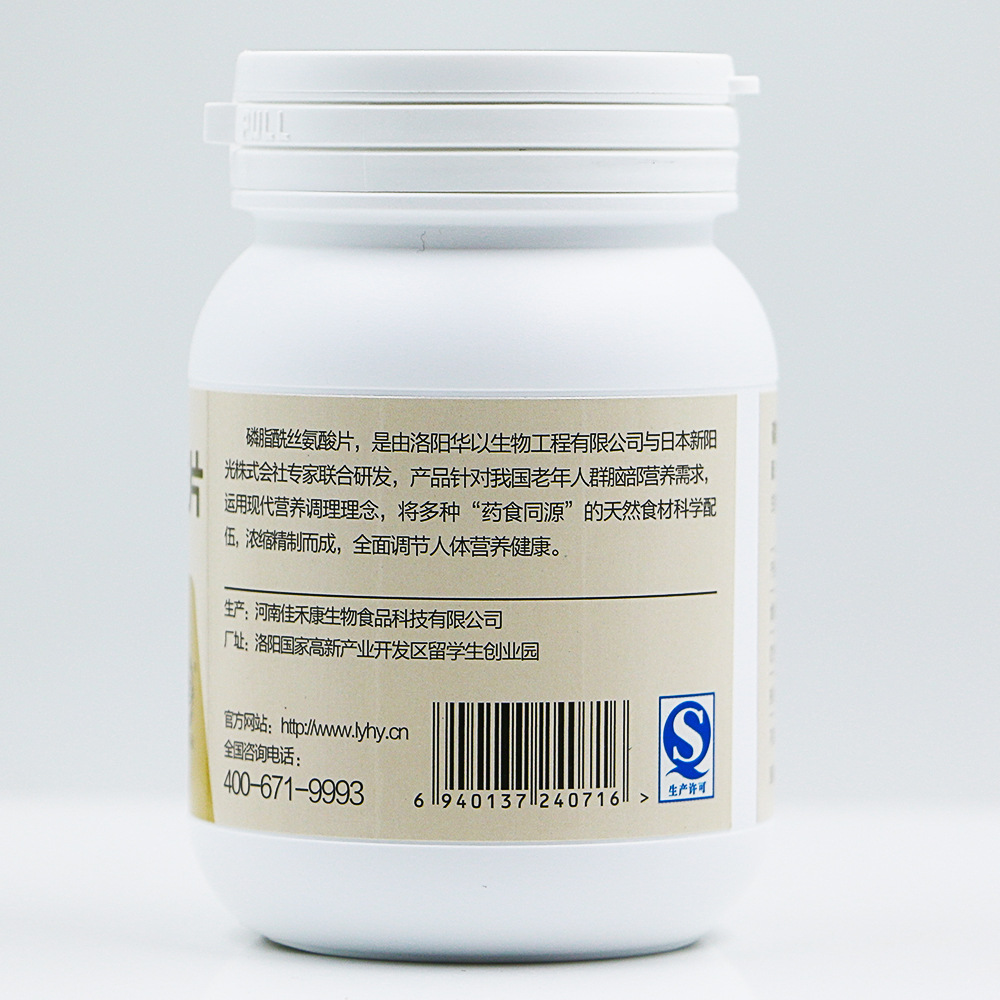 PULL
片
磷脂酰丝氨酸片，是由洛阳华以生物工程有限公司与日本新阳
光株式会社专家联合研发，产品针对我国老年人群脑部营养需求，
运用现代营养调理理念，将多种“药食同源”的天然食材科学配
伍，浓缩精制而成，全面调节人体营养健康。
生产：河南佳禾康生物食品科技有限公司
厂址：洛阳国家高新产业开发区留学生创业园
官方网站：http://www.lyhy.cn
全国咨询电话：
400-671-9993
6 940137 240716 >
S
生产许可